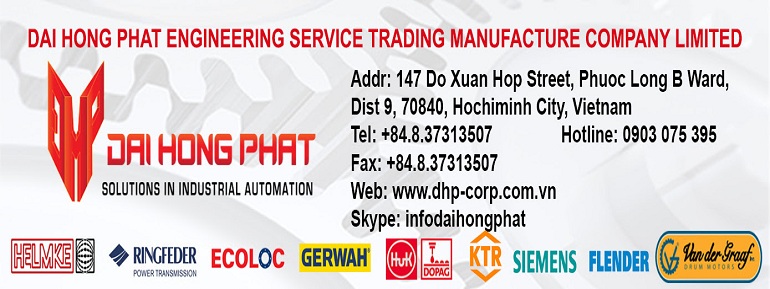 DAI HONG PHAT ENGINEERING SERVICE TRADING MANUFACTURE COMPANY LIMITED
DHP
DAI HONG PHAT
SOLUTIONS IN INDUSTRIAL AUTOMATION
Addr: 147 Do Xuan Hop Street, Phuoc Long B Ward,
Dist 9, 70840, Hochiminh City, Vietnam
Tel: +84.8.37313507 Hotline: 0903 075 395
Fax: +84.8.37313507
Web: www.dhp-corp.com.vn
Skype: infodaihongphat
HELMKE
RINGFEDER
POWER TRANSMISSION
ECOLOC
GERWAH
HuK
DOPAG
KTR
SIEMENS
FLENDER
Van der Graaf
DRUM MOTORS